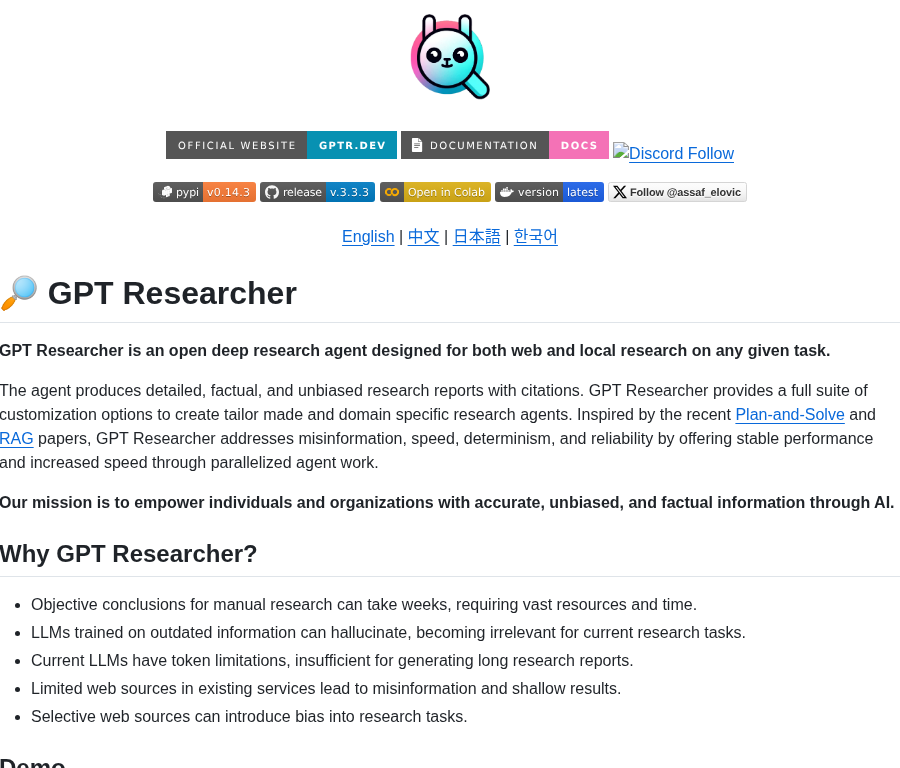 OFFICIAL WEBSITE GPTR.DEV DOCUMENTATION DOCS Discord Follow
pypi v0.14.3 release v.3.3.3 Open in Colab version latest Follow @assaf_elovic
English | 中文 | 日本語 | 한국어
GPT Researcher
GPT Researcher is an open deep research agent designed for both web and local research on any given task.
The agent produces detailed, factual, and unbiased research reports with citations. GPT Researcher provides a full suite of
customization options to create tailor made and domain specific research agents. Inspired by the recent Plan-and-Solve and
RAG papers, GPT Researcher addresses misinformation, speed, determinism, and reliability by offering stable performance
and increased speed through parallelized agent work.
Our mission is to empower individuals and organizations with accurate, unbiased, and factual information through AI.
Why GPT Researcher?
Objective conclusions for manual research can take weeks, requiring vast resources and time.
LLMs trained on outdated information can hallucinate, becoming irrelevant for current research tasks.
Current LLMs have token limitations, insufficient for generating long research reports.
Limited web sources in existing services lead to misinformation and shallow results.
Selective web sources can introduce bias into research tasks.
Demo